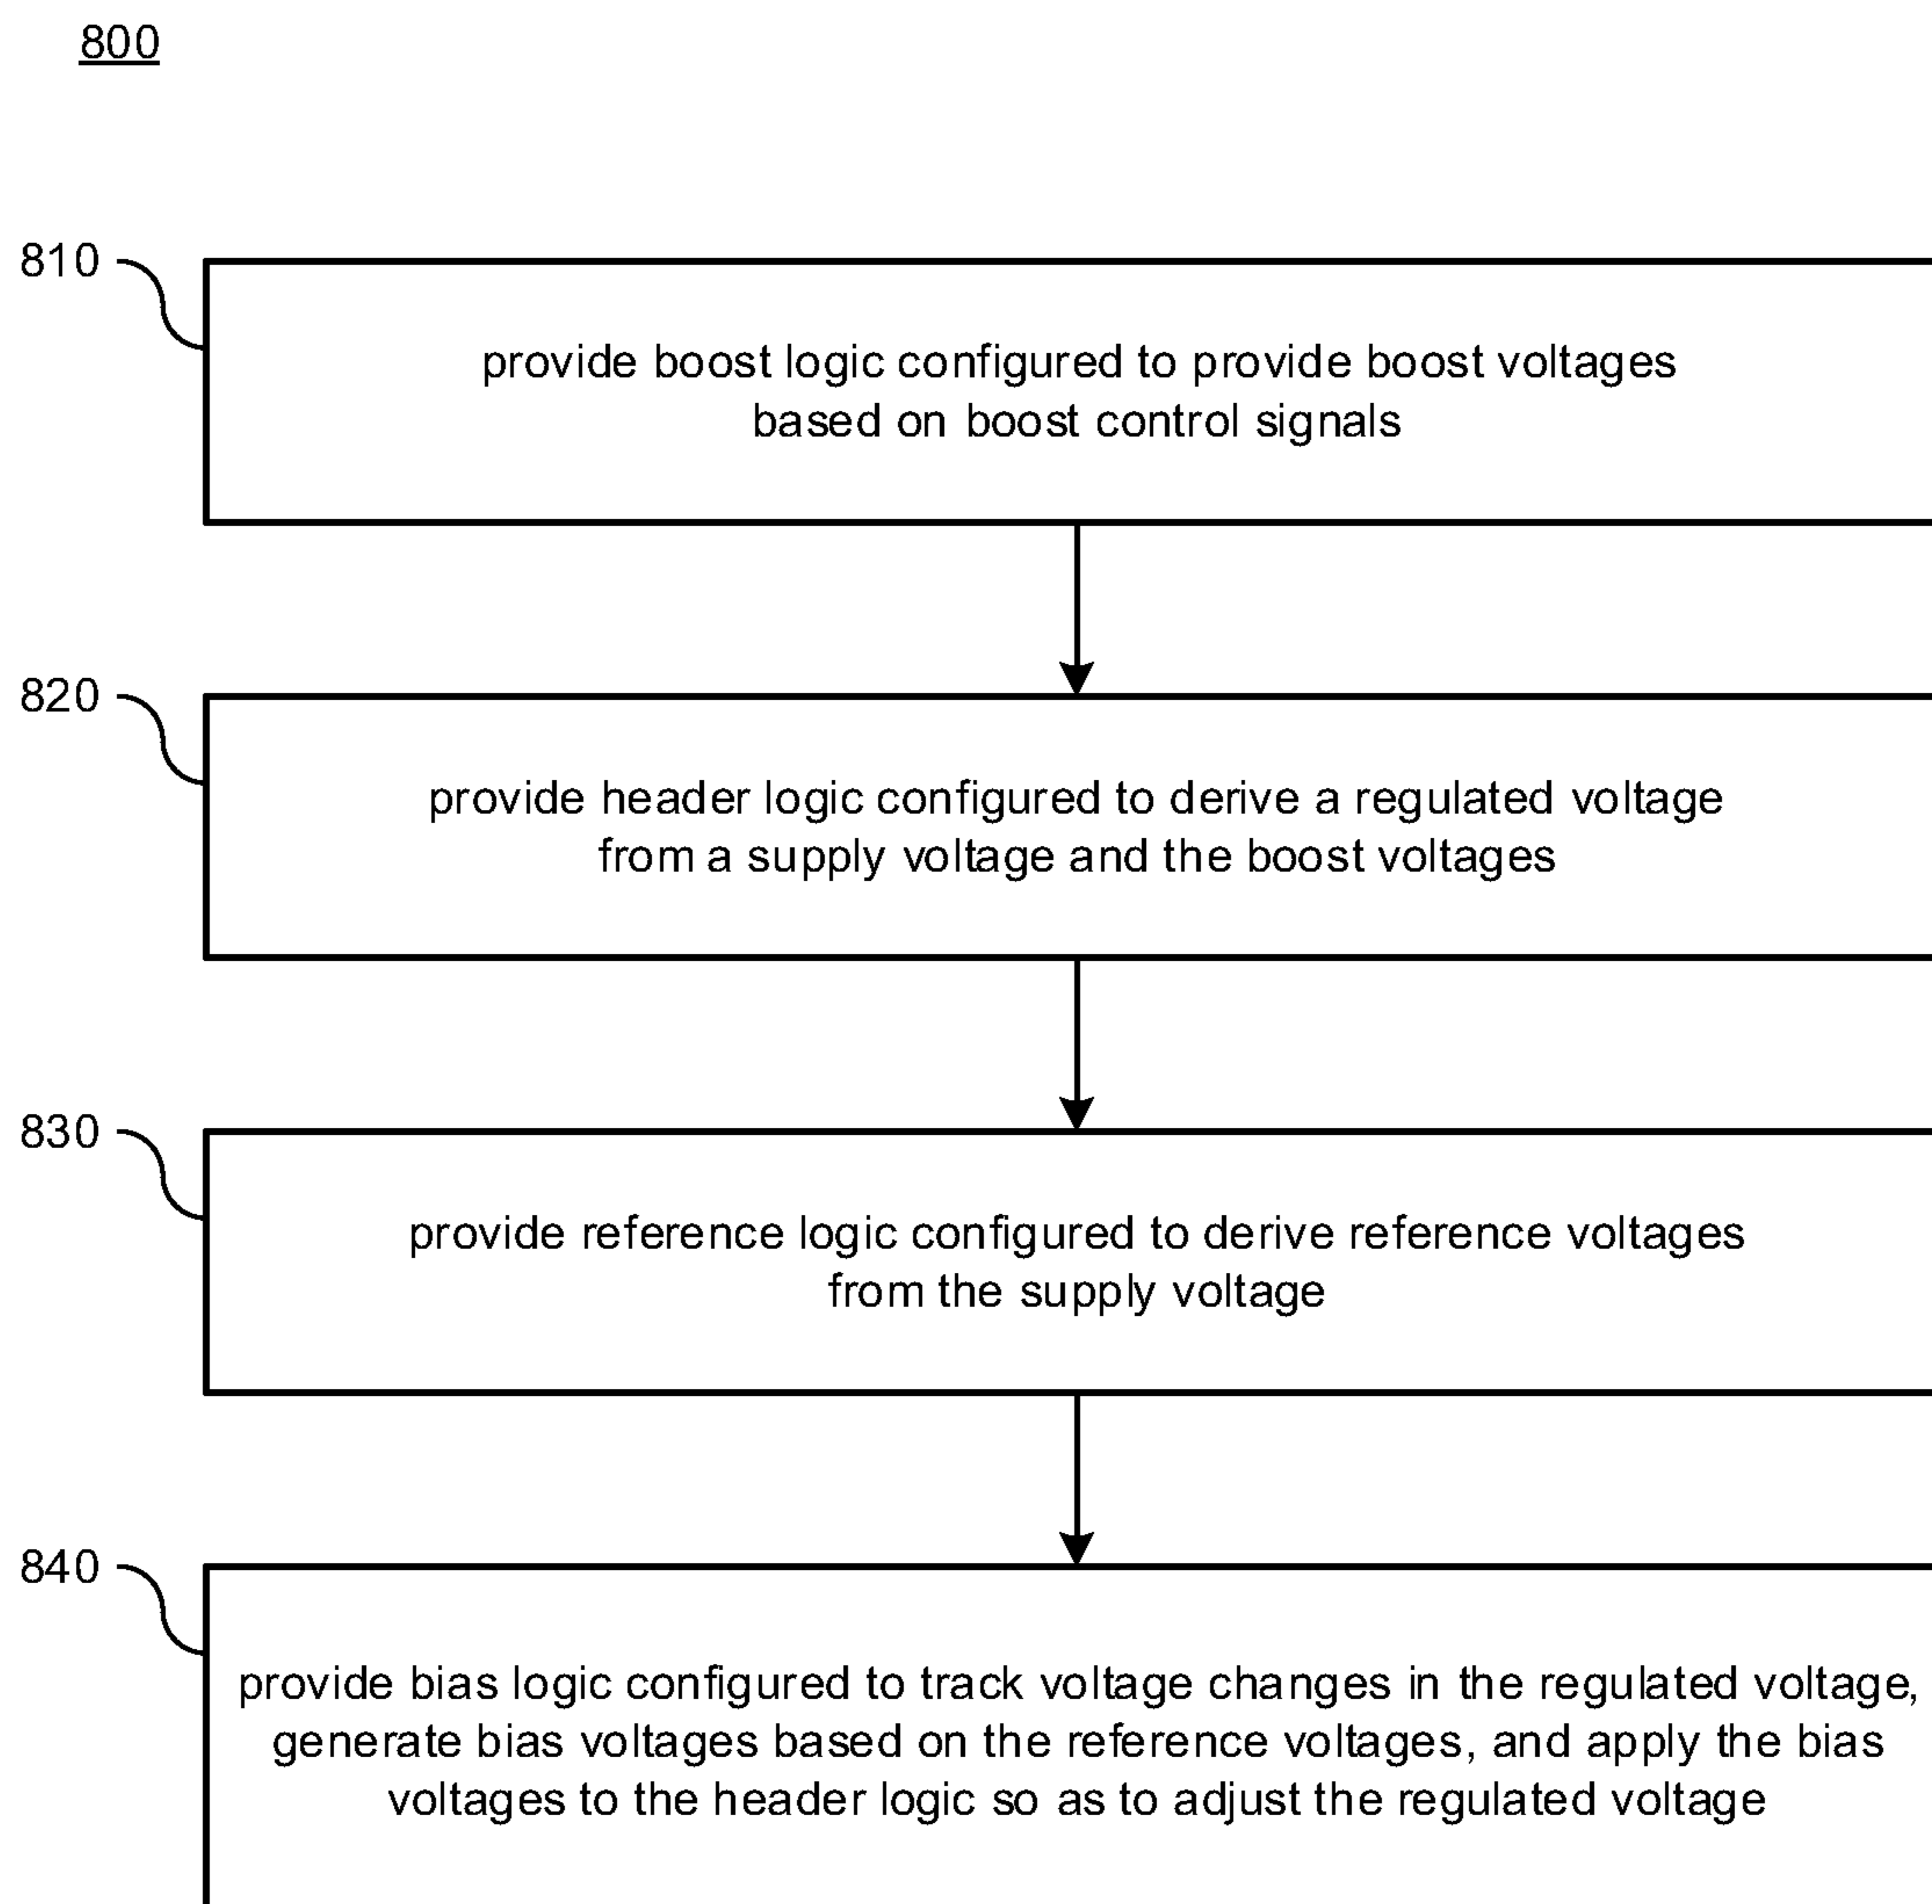 800
810
provide boost logic configured to provide boost voltages
based on boost control signals
820
provide header logic configured to derive a regulated voltage
from a supply voltage and the boost voltages
830
provide reference logic configured to derive reference voltages
from the supply voltage
840
provide bias logic configured to track voltage changes in the regulated voltage,
generate bias voltages based on the reference voltages, and apply the bias
voltages to the header logic so as to adjust the regulated voltage